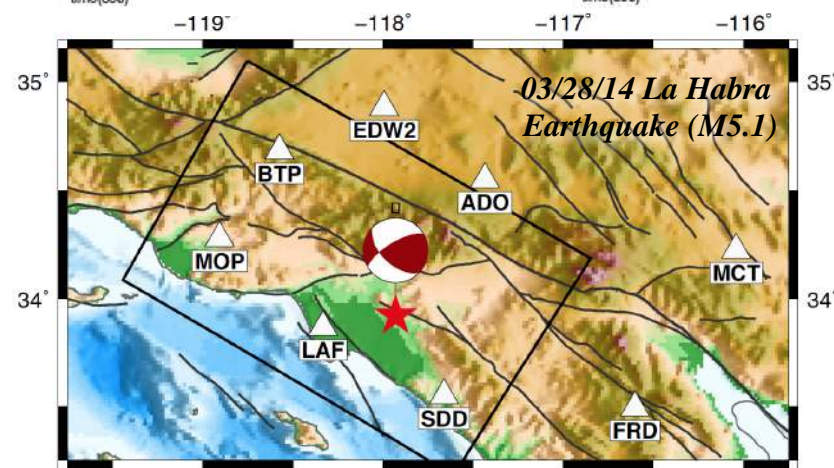 -119° -118° -117° -116°
35° 35°
03/28/14 La Habra
Earthquake (M5.1)
EDW2
BTP
ADO
MOP
MCT
34° 34°
LAF
SDD
FRD